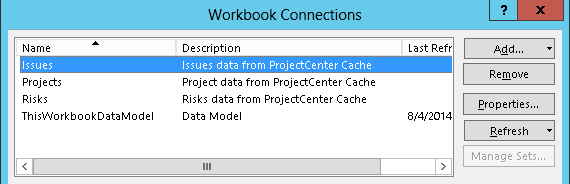 Workbook Connections
Name Description Last Refr
Issues Issues data from ProjectCenter Cache
Projects Project data from ProjectCenter Cache
Risks Risks data from ProjectCenter Cache
ThisWorkbookDataModel Data Model 8/4/2014
Add...
Remove
Properties...
Refresh
Manage Sets...